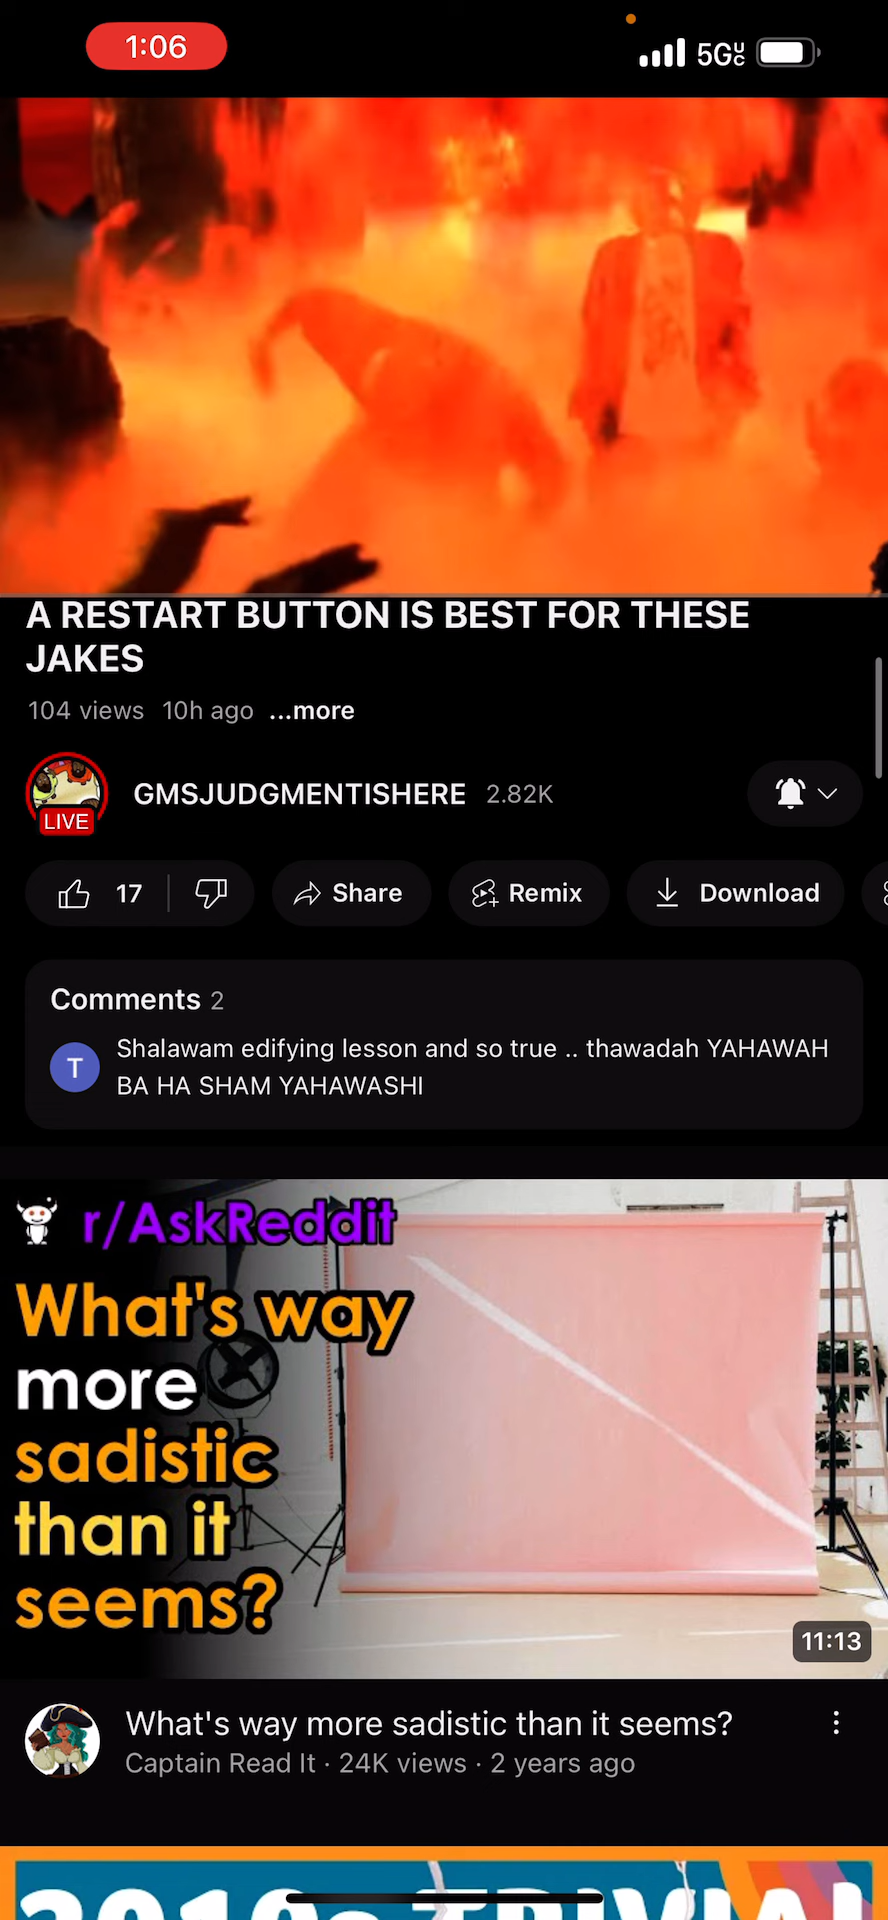 1:06
5GUC
A RESTART BUTTON IS BEST FOR THESE
JAKES
104 views 10h ago ...more
GMSJUDGMENTISHERE 2.82K
LIVE
17 Share Remix Download
Comments 2
T
Shalawam edifying lesson and so true .. thawadah YAHAWAH
BA HA SHAM YAHAWASHI
r/AskReddit
What's way
more
sadistic
than it
seems?
11:13
What's way more sadistic than it seems?
Captain Read It · 24K views · 2 years ago
2010s TRIVIA